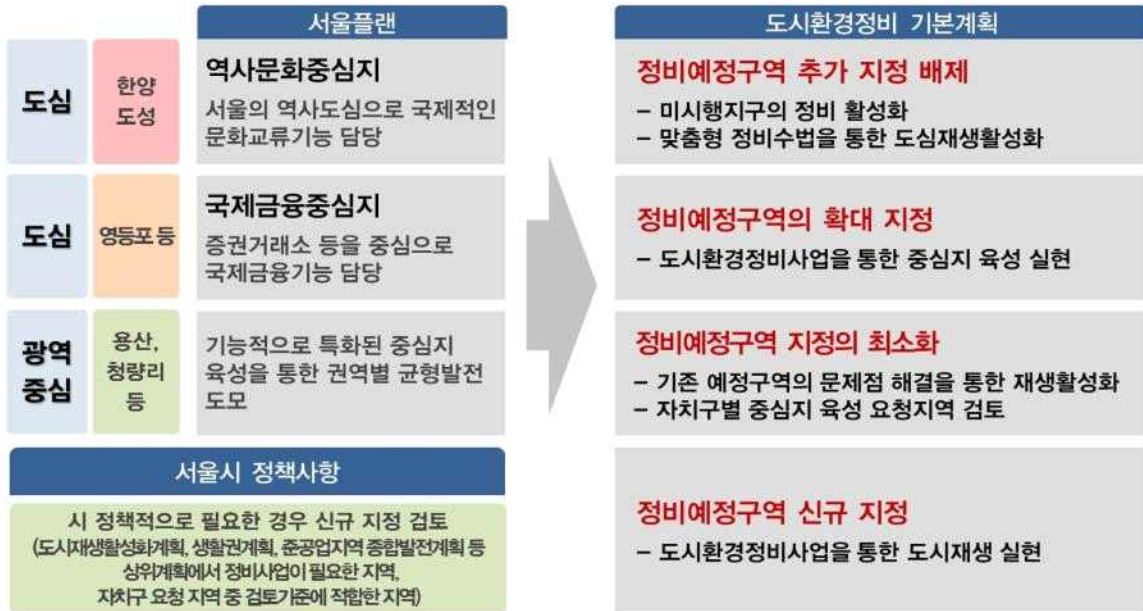 서울플랜
도시환경정비 기본계획
도심
한양
도성
역사문화중심지
서울의 역사도심으로 국제적인
문화교류기능 담당
정비예정구역 추가 지정 배제
– 미시행지구의 정비 활성화
– 맞춤형 정비수법을 통한 도심재생활성화
도심
영등포 등
국제금융중심지
증권거래소 등을 중심으로
국제금융기능 담당
정비예정구역의 확대 지정
– 도시환경정비사업을 통한 중심지 육성 실현
광역
중심
용산,
청량리
등
기능적으로 특화된 중심지
육성을 통한 권역별 균형발전
도모
정비예정구역 지정의 최소화
– 기존 예정구역의 문제점 해결을 통한 재생활성화
– 자치구별 중심지 육성 요청지역 검토
서울시 정책사항
시 정책적으로 필요한 경우 신규 지정 검토
(도시재생활성화계획, 생활권계획, 준공업지역 종합발전계획 등
상위계획에서 정비사업이 필요한 지역,
자치구 요청 지역 중 검토기준에 적합한 지역)
정비예정구역 신규 지정
– 도시환경정비사업을 통한 도시재생 실현